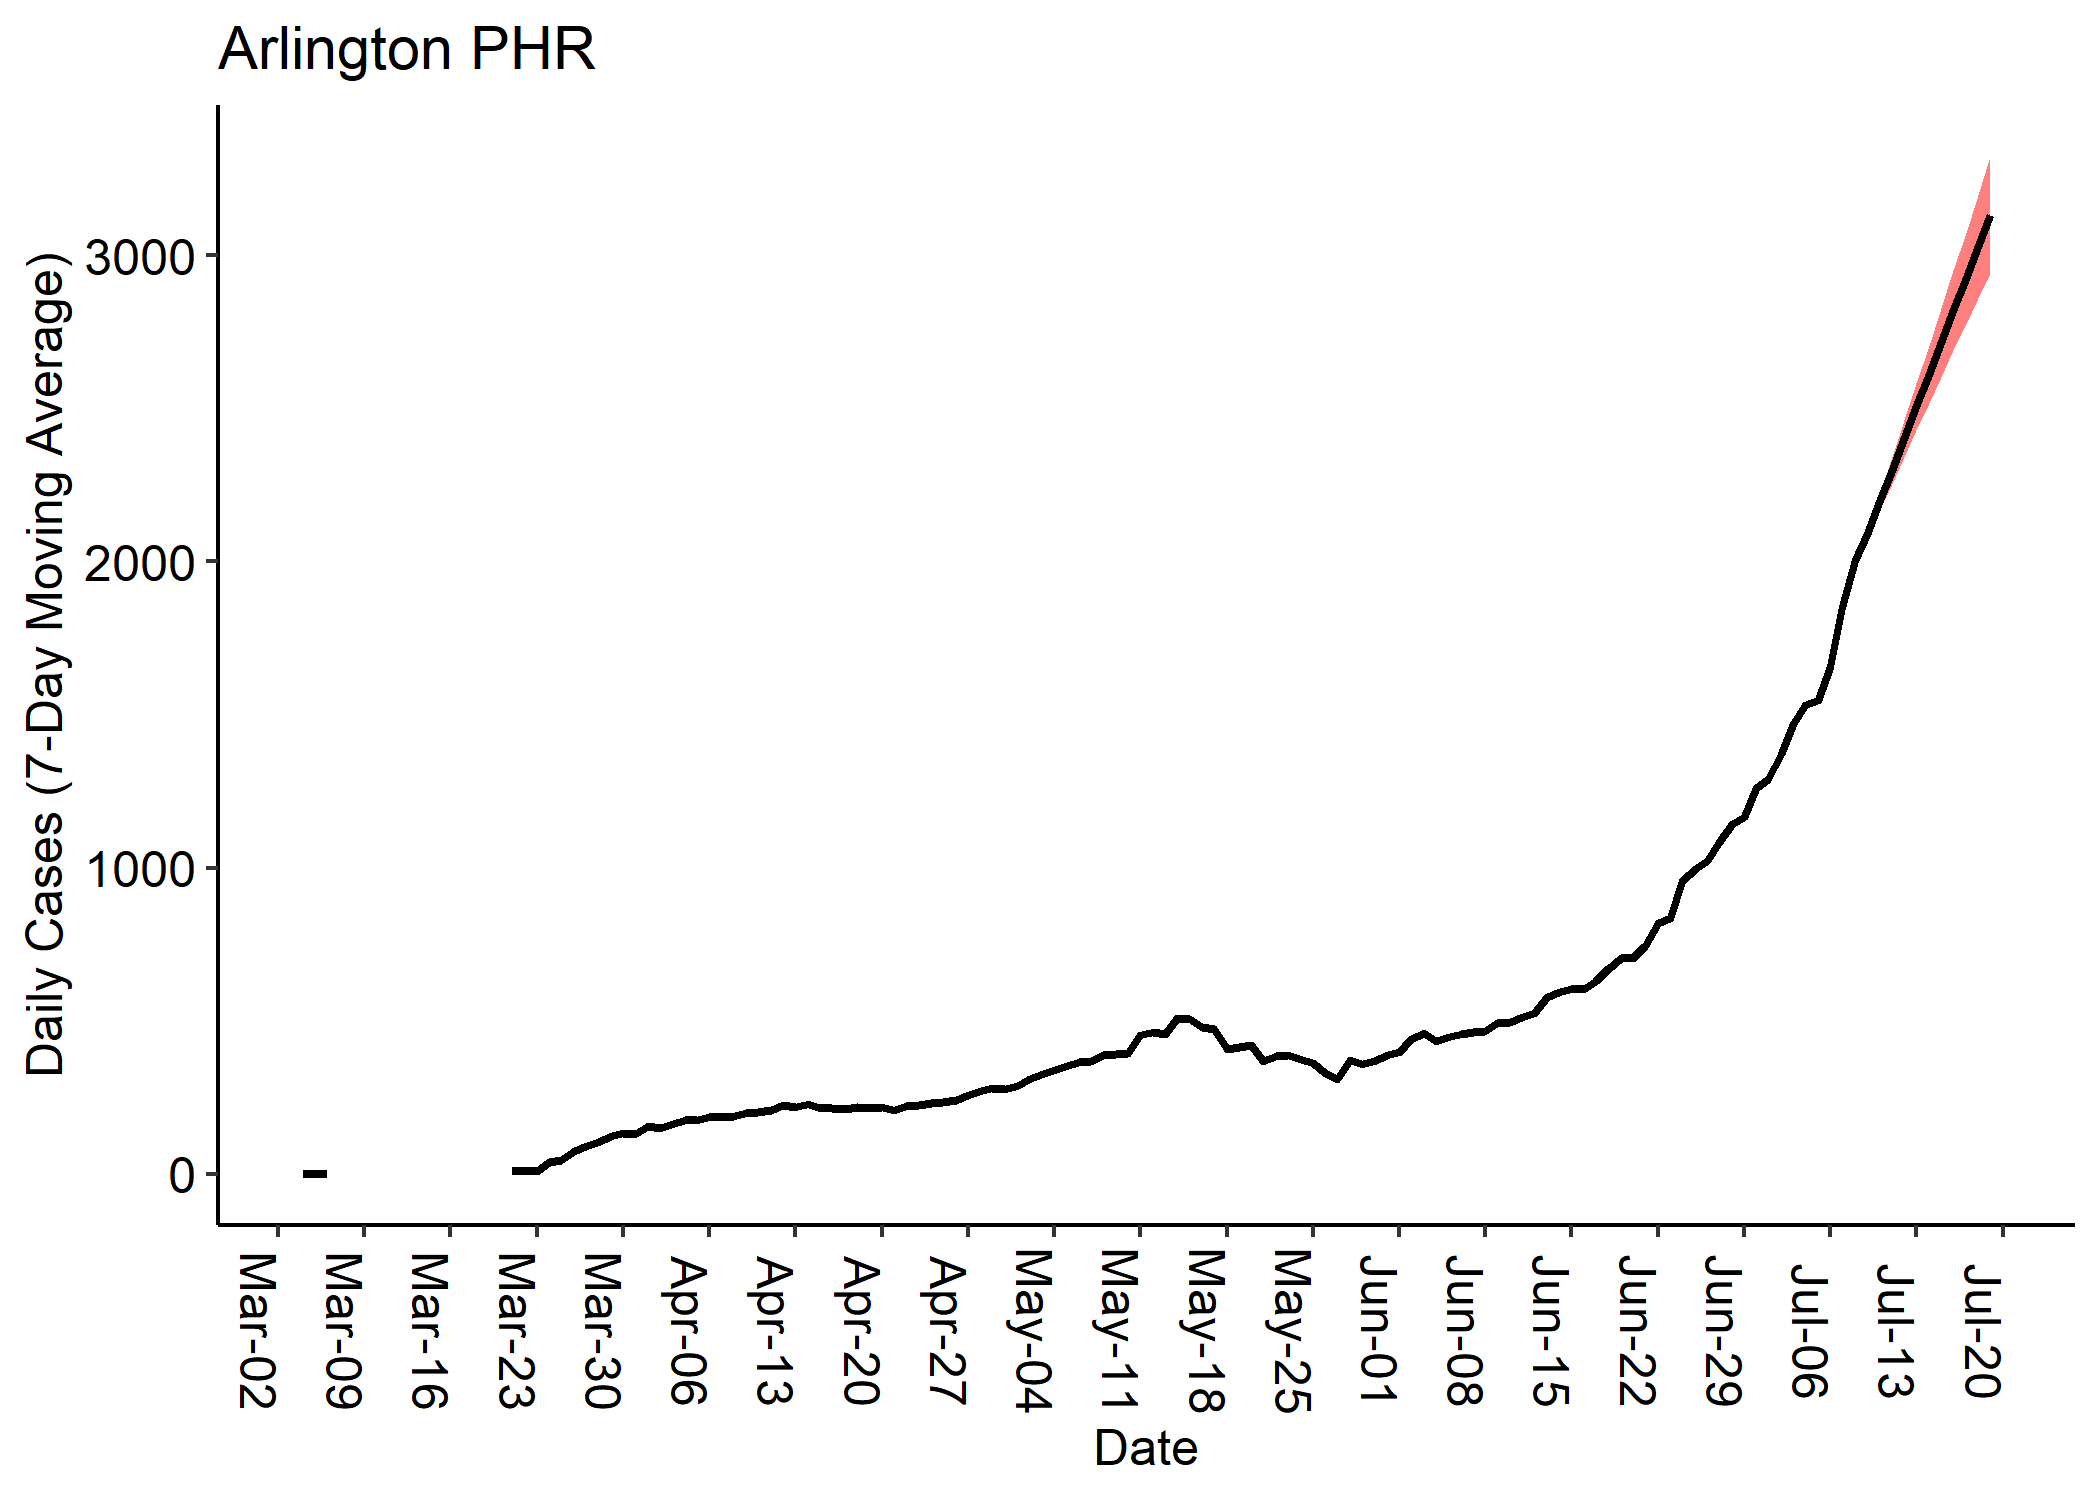 Arlington PHR
Daily Cases (7-Day Moving Average)
3000
2000
1000
0
Mar-02
Mar-09
Mar-16
Mar-23
Mar-30
Apr-06
Apr-13
Apr-20
Apr-27
May-04
May-11
May-18
May-25
Jun-01
Jun-08
Jun-15
Jun-22
Jun-29
Jul-06
Jul-13
Jul-20
Date